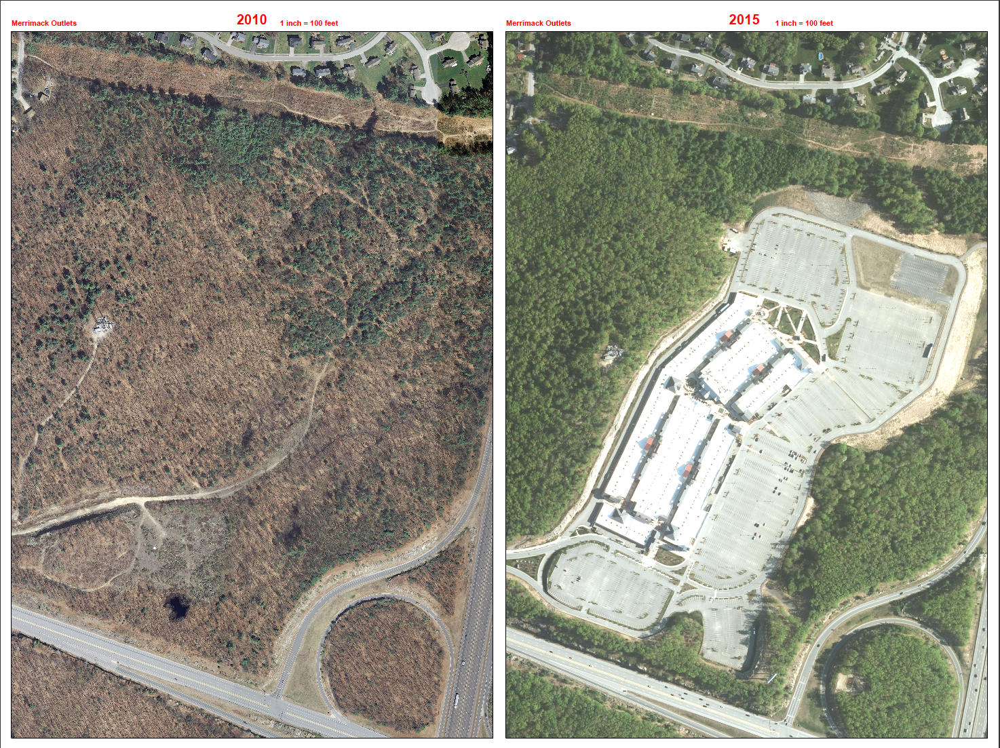 Merrimack Outlets 2010 1 inch = 100 feet
Merrimack Outlets 2015 1 inch = 100 feet